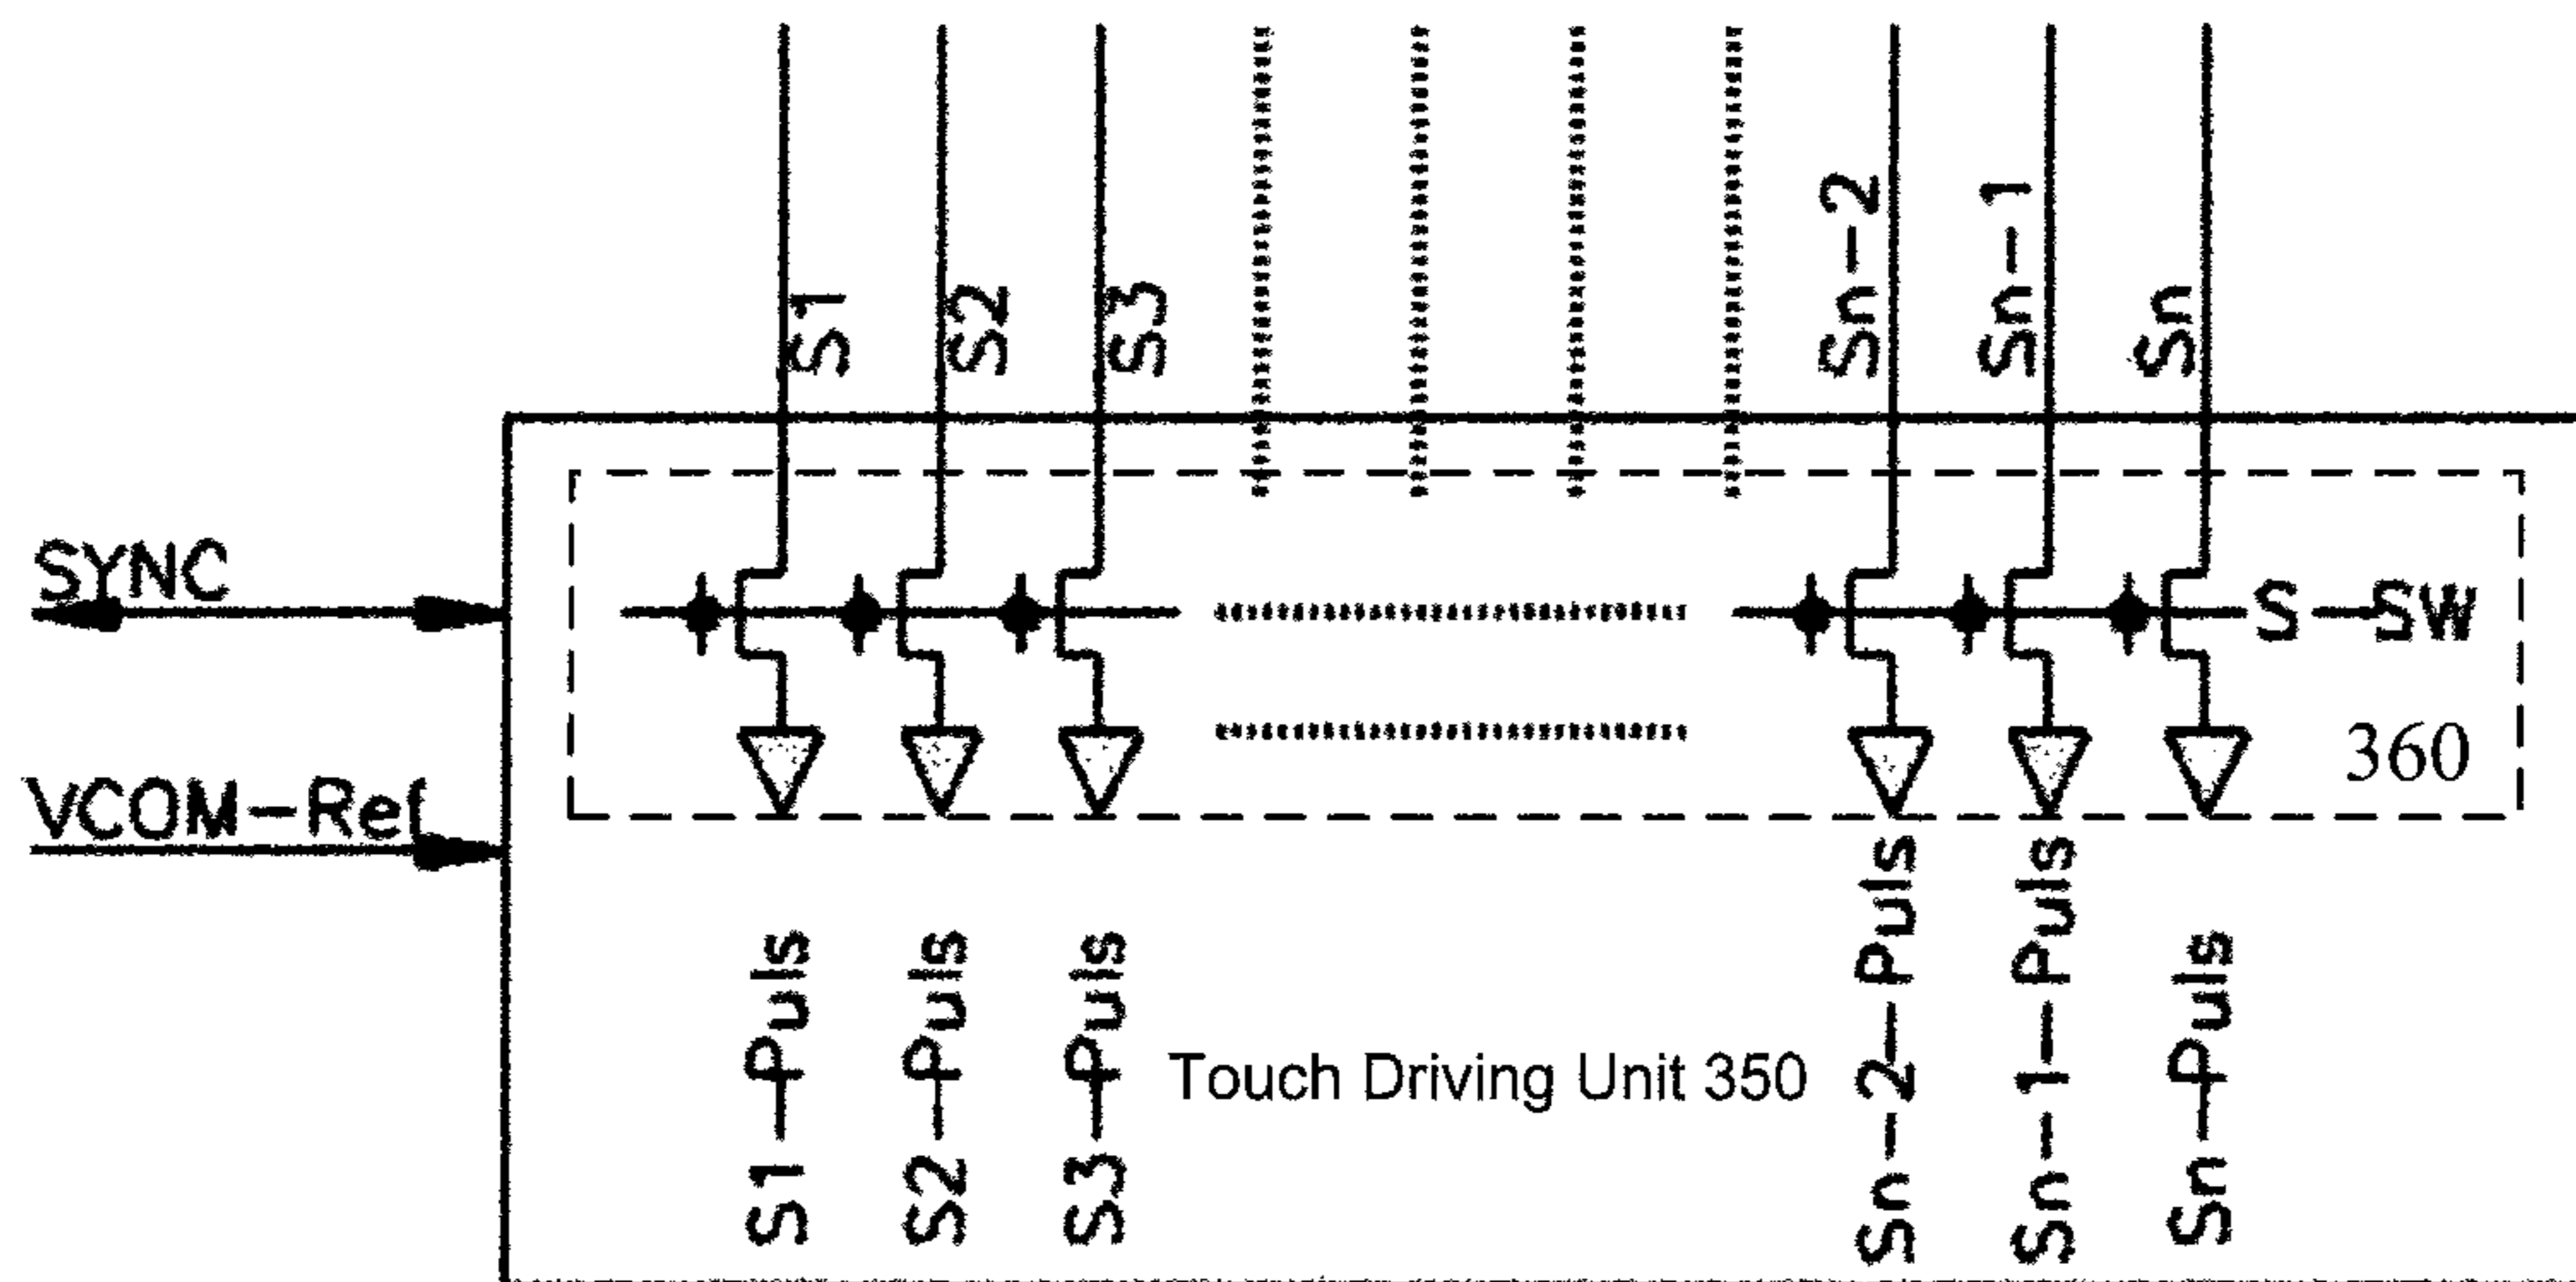 S1
S2
S3
Sn-2
Sn-1
Sn
SYNC
S-SW
360
VCOM-Ref
S1-Puls
S2-Puls
S3-Puls
Touch Driving Unit 350
Sn-2-Puls
Sn-1-Puls
Sn-Puls